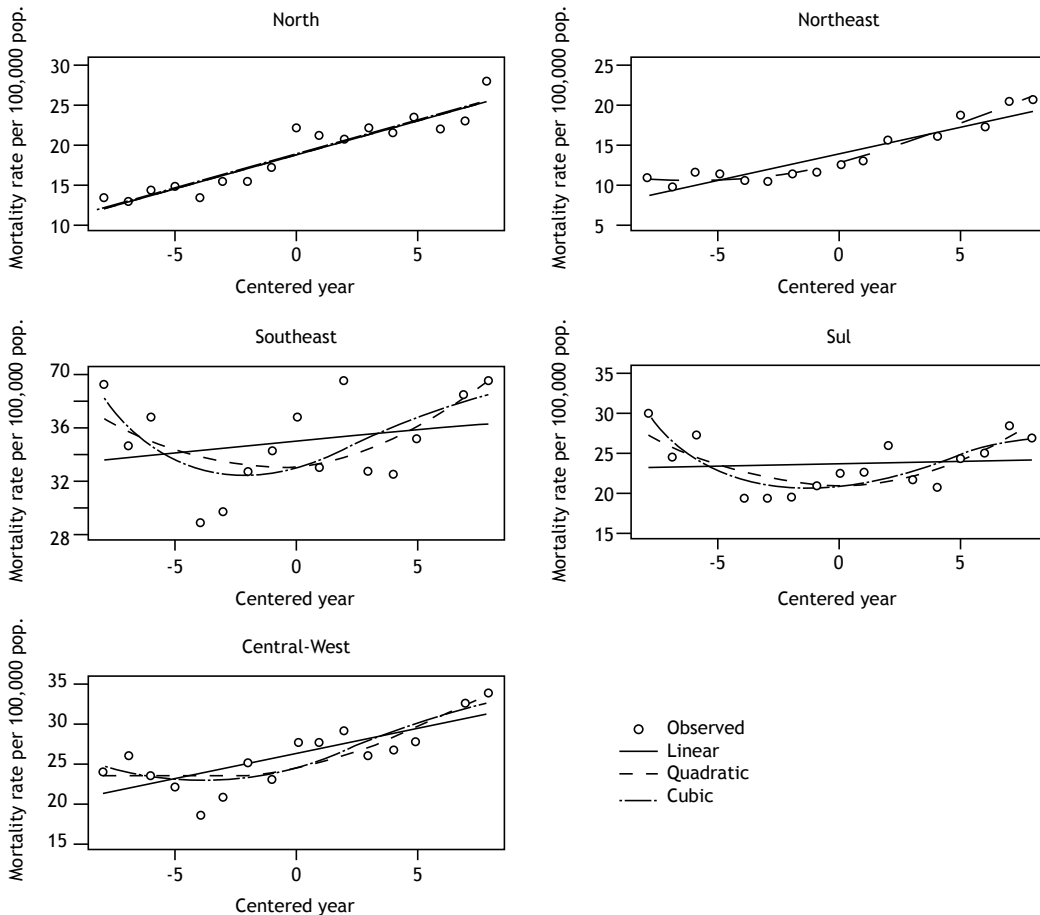 North
Mortality rate per 100,000 pop.
30
25
20
15
10
-5 0 5
Centered year
Northeast
Mortality rate per 100,000 pop.
25
20
15
10
5
-5 0 5
Centered year
Southeast
Mortality rate per 100,000 pop.
70
36
32
28
-5 0 5
Centered year
Sul
Mortality rate per 100,000 pop.
35
30
25
20
15
-5 0 5
Centered year
Central-West
Mortality rate per 100,000 pop.
35
30
25
20
15
-5 0 5
Centered year
Observed
Linear
Quadratic
Cubic